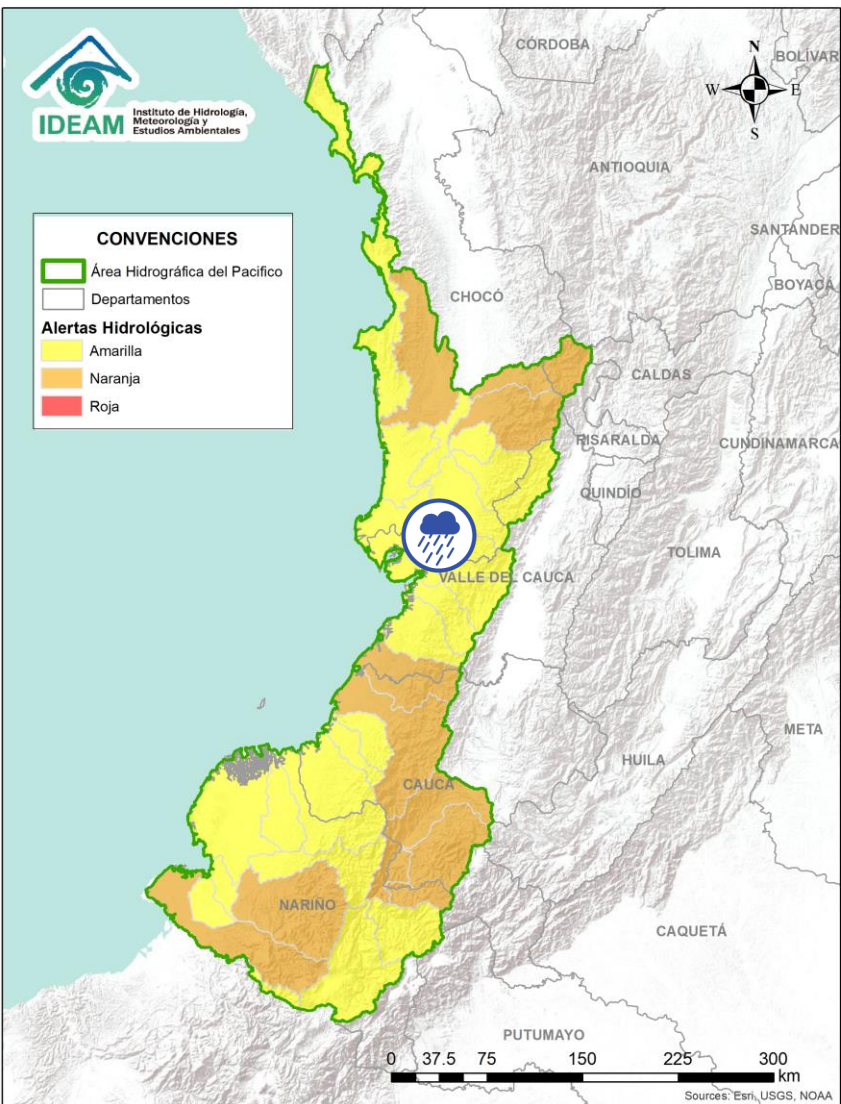 IDEAM
Instituto de Hidrología,
Meteorología y
Estudios Ambientales
CONVENCIONES
Área Hidrográfica del Pacifico
Departamentos
Alertas Hidrológicas
Amarilla
Naranja
Roja
N
W E
S
CÓRDOBA
BOLÍVAR
ANTIOQUIA
SANTANDER
BOYACÁ
CHOCÓ
CALDAS
RISARALDA
CUNDINAMARCA
QUINDÍO
TOLIMA
VALLE DEL CAUCA
META
HUILA
CAUCA
NARIÑO
CAQUETÁ
PUTUMAYO
0 37.5 75 150 225 300
km
Sources: Esri, USGS, NOAA